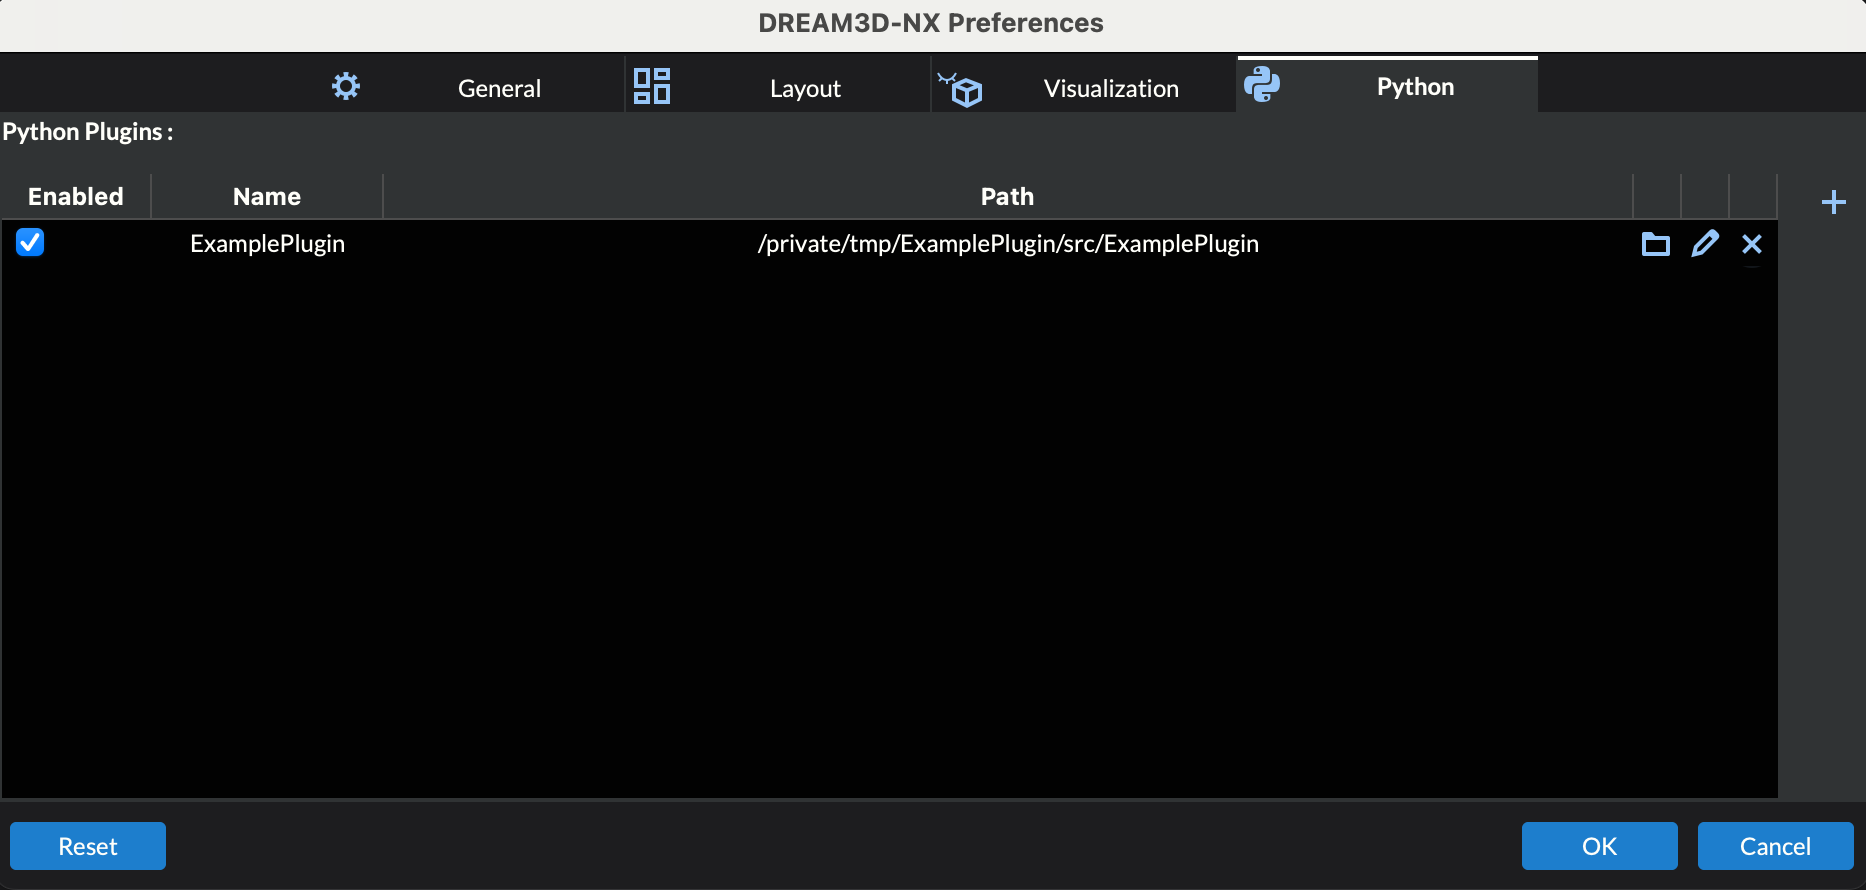 DREAM3D-NX Preferences
General Layout Visualization Python
Python Plugins :
Enabled Name Path
ExamplePlugin /private/tmp/ExamplePlugin/src/ExamplePlugin
Reset OK Cancel